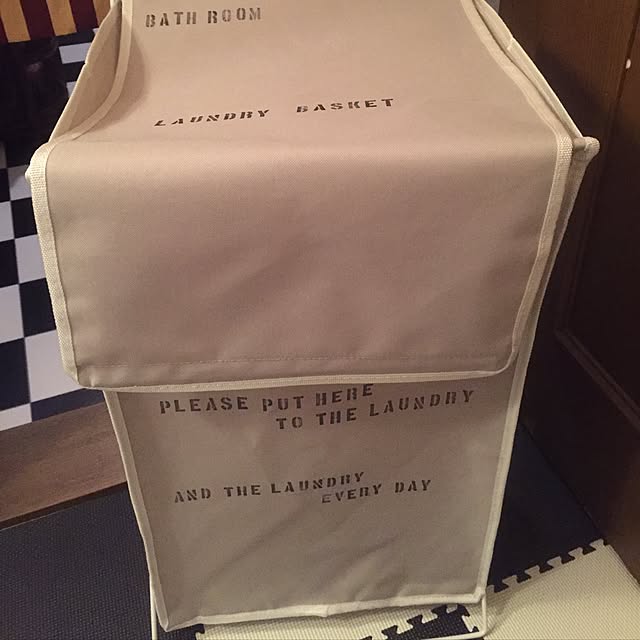 BATH ROOM
LAUNDRY BASKET
PLEASE PUT HERE
TO THE LAUNDRY
AND THE LAUNDRY
EVERY DAY